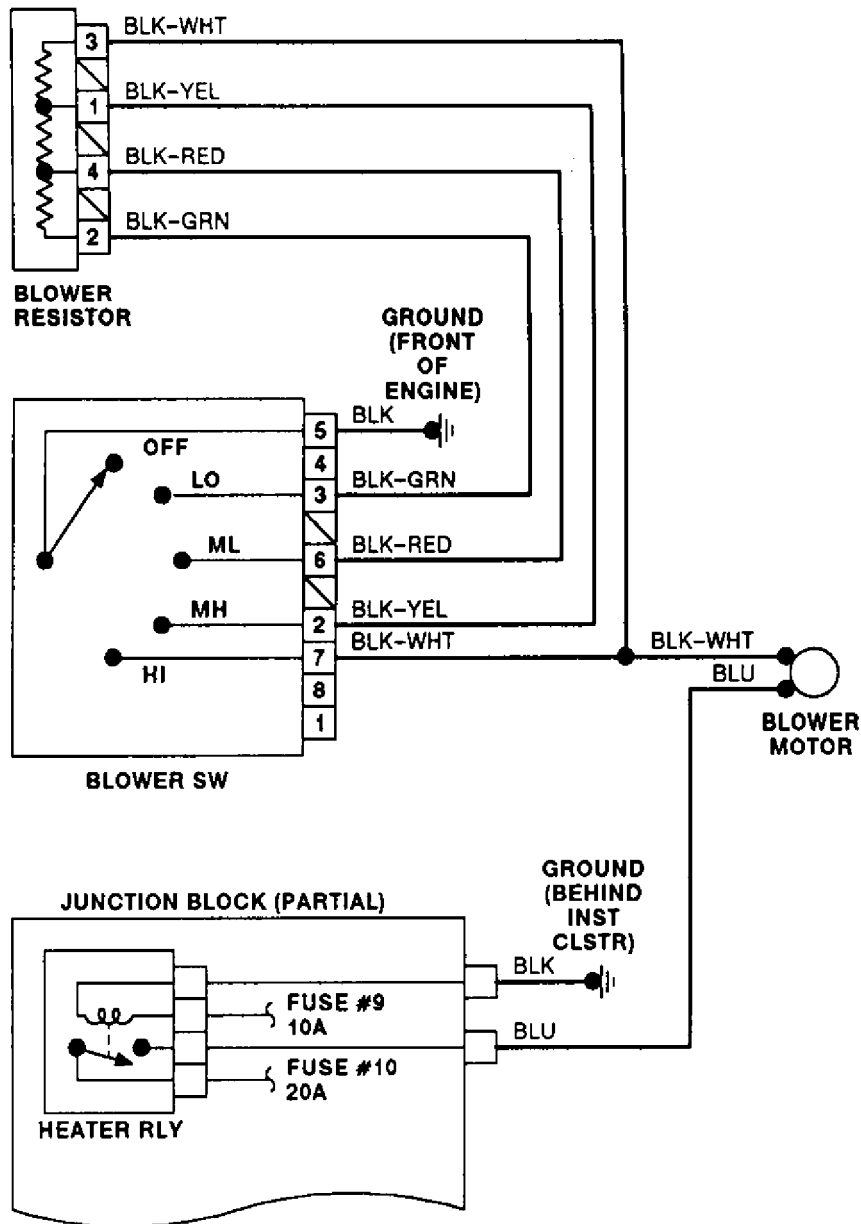 3 BLK-WHT
1 BLK-YEL
4 BLK-RED
2 BLK-GRN
BLOWER
RESISTOR
GROUND
(FRONT
OF
ENGINE)
5 BLK
OFF
4
LO 3 BLK-GRN
ML 6 BLK-RED
MH 2 BLK-YEL
HI 7 BLK-WHT
BLK-WHT
8
BLU
1
BLOWER
MOTOR
BLOWER SW
JUNCTION BLOCK (PARTIAL)
GROUND
(BEHIND
INST
CLSTR)
BLK
FUSE #9
10A
BLU
FUSE #10
20A
HEATER RLY